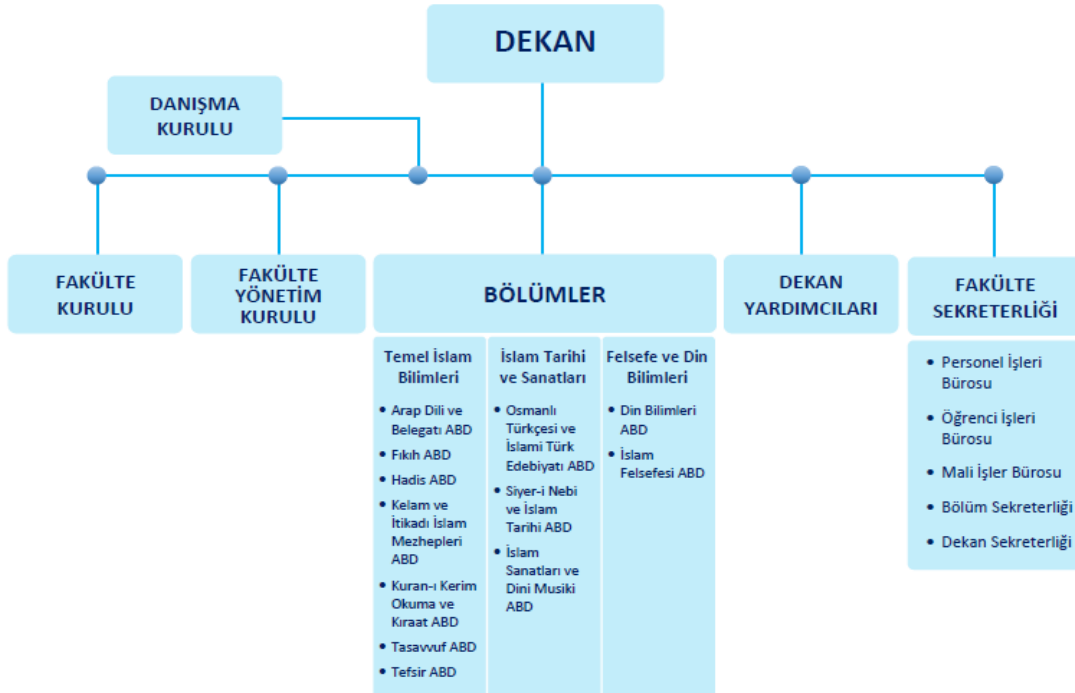 DEKAN
DANIŞMA
KURULU
FAKÜLTE
KURULU
FAKÜLTE
YÖNETİM
KURULU
BÖLÜMLER
DEKAN
YARDIMCILARI
FAKÜLTE
SEKRETERLİĞİ
Temel İslam
Bilimleri
• Arap Dili ve
Belegatı ABD
• Fıkıh ABD
• Hadis ABD
• Kelam ve
İtikadı İslam
Mezhepleri
ABD
• Kuran-ı Kerim
Okuma ve
Kıraat ABD
• Tasavvuf ABD
• Tefsir ABD
İslam Tarihi
ve Sanatları
• Osmanlı
Türkçesi ve
İslami Türk
Edebiyatı ABD
• Siyer-i Nebi
ve İslam
Tarihi ABD
• İslam
Sanatları ve
Dini Musiki
ABD
Felsefe ve Din
Bilimleri
• Din Bilimleri
ABD
• İslam
Felsefesi ABD
• Personel İşleri
Bürosu
• Öğrenci İşleri
Bürosu
• Mali İşler Bürosu
• Bölüm Sekreterliği
• Dekan Sekreterliği